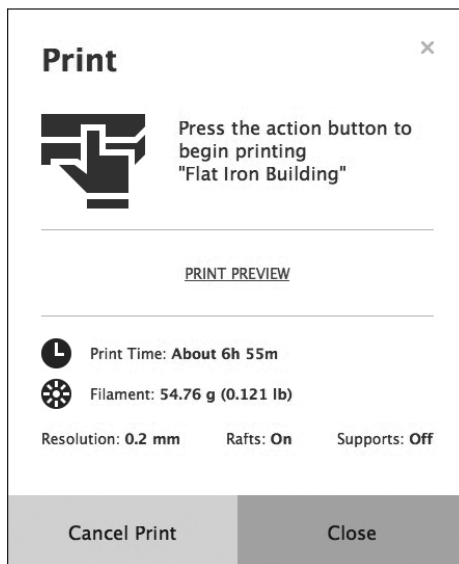 Print
×
Press the action button to
begin printing
"Flat Iron Building"
PRINT PREVIEW
Print Time: About 6h 55m
Filament: 54.76 g (0.121 lb)
Resolution: 0.2 mm Rafts: On Supports: Off
Cancel Print Close